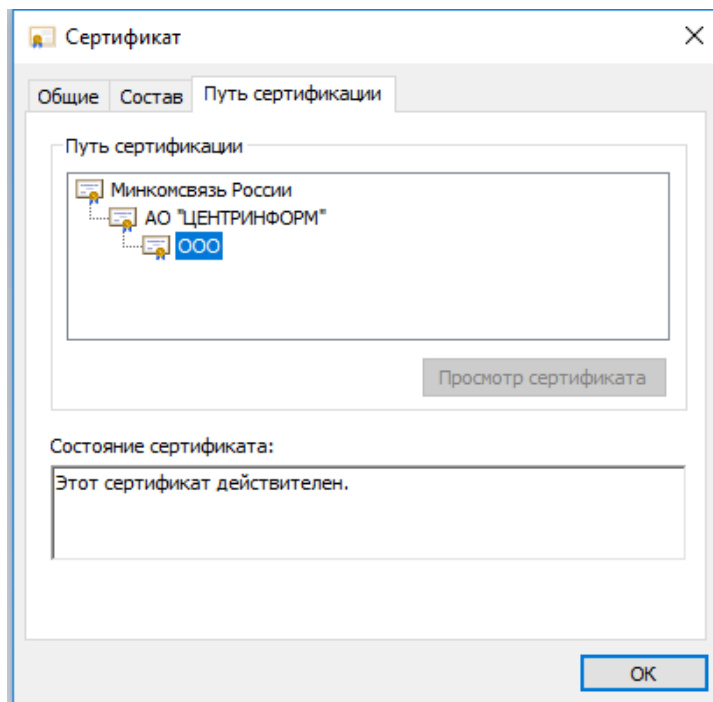 Сертификат
Общие Состав Путь сертификации
Путь сертификации
Минкомсвязь России
АО "ЦЕНТРИНФОРМ"
ООО
Просмотр сертификата
Состояние сертификата:
Этот сертификат действителен.
ОК